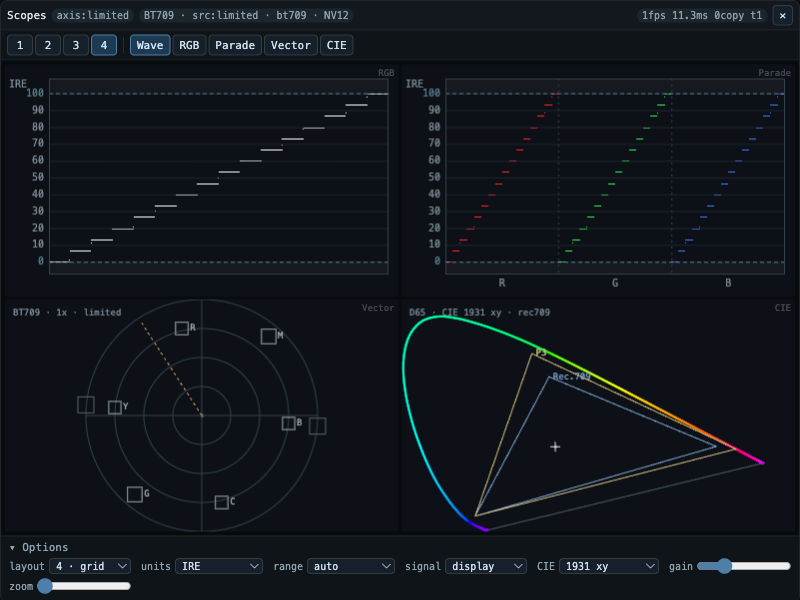 Scopes axis:limited BT709 · src:limited · bt709 · NV12 1fps 11.3ms 0copy t1 ×
1 2 3 4 Wave RGB Parade Vector CIE
RGB
IRE
100
90
80
70
60
50
40
30
20
10
0
Parade
IRE
100
90
80
70
60
50
40
30
20
10
0
R G B
BT709 · 1x · limited Vector
R
M
Y
B
G
C
D65 · CIE 1931 xy · rec709 CIE
P3
Rec.709
▾ Options
layout 4 · grid units IRE range auto signal display CIE 1931 xy gain
zoom